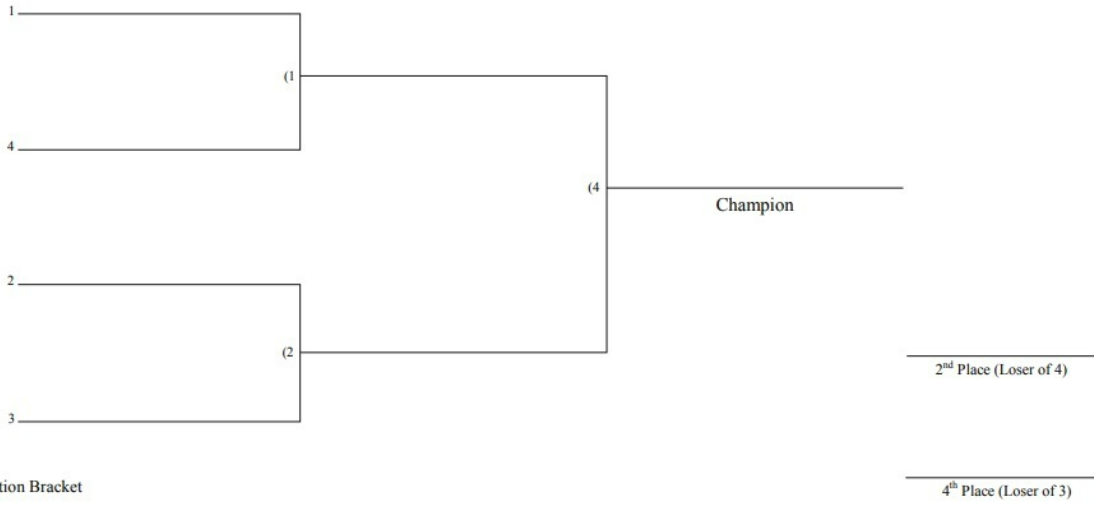 1
(1
4
(4
Champion
2
(2
2nd Place (Loser of 4)
3
tion Bracket
4th Place (Loser of 3)